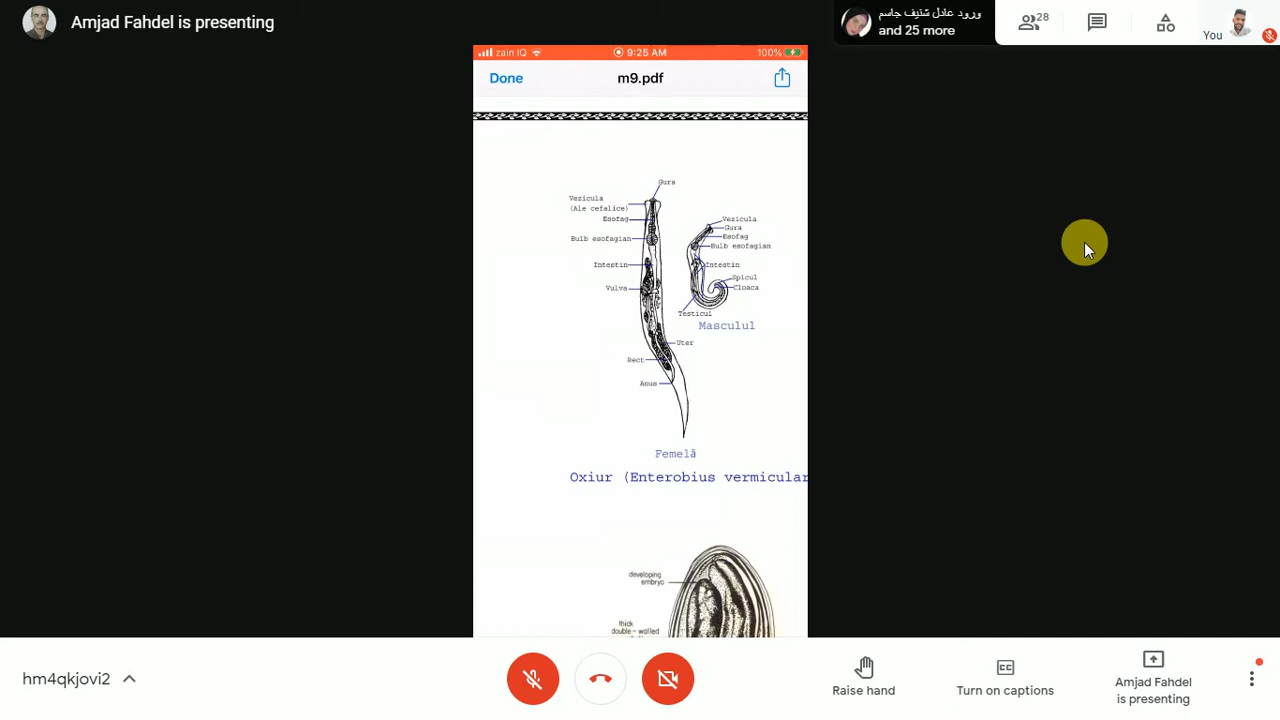 Amjad Fahdel is presenting
ورود عادل شنيف جاسم
and 25 more
28
You
zain IQ
9:25 AM
100%
Done
m9.pdf
Gura
Vezicula
(Ale cefalice)
Esofag
Bulb esofagian
Intestin
Vulva
Uter
Rect
Anus
Femelă
Vezicula
Gura
Esofag
Bulb esofagian
Intestin
Spicul
Cloaca
Testicul
Masculul
Oxiur (Enterobius vermicular
developing
embryo
thick
double-walled
hm4qkjovi2
Raise hand
Turn on captions
Amjad Fahdel
is presenting